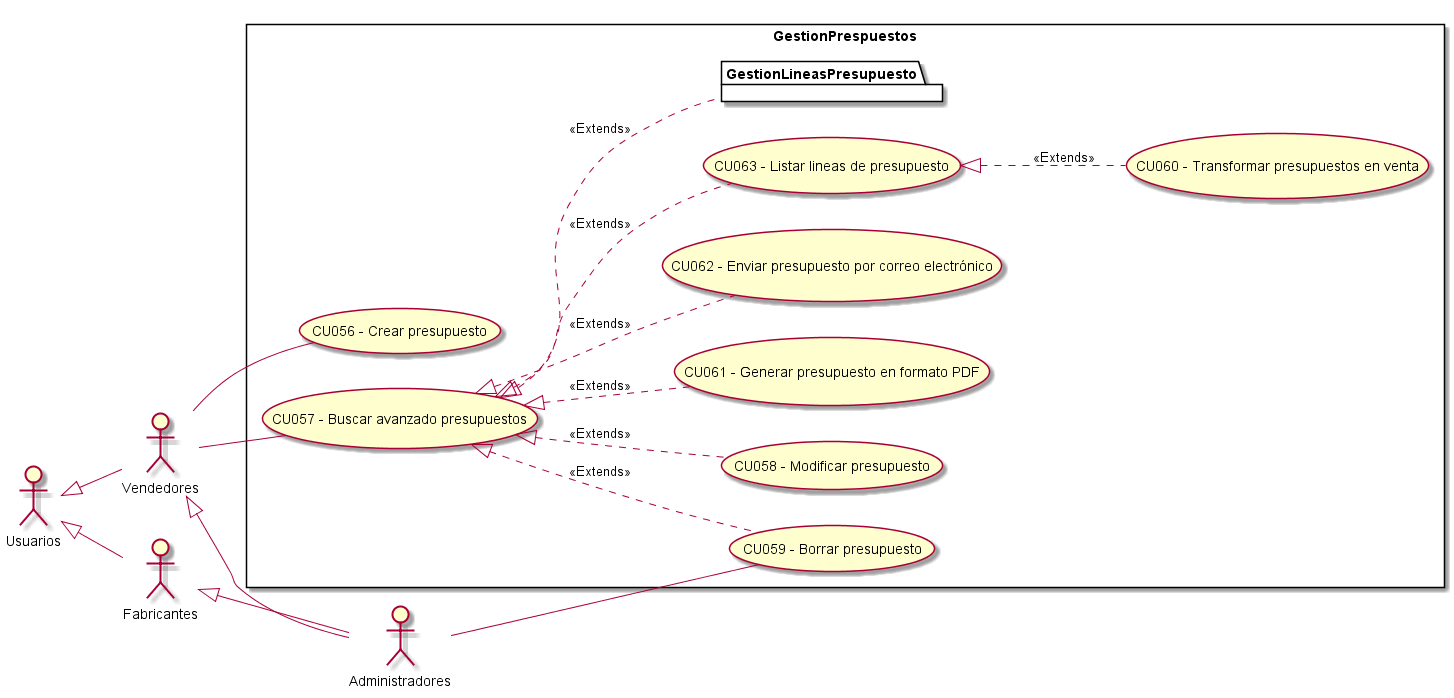 GestionPrespuestos
GestionLineasPresupuesto
«Extends»
CU063 - Listar lineas de presupuesto
«Extends»
CU060 - Transformar presupuestos en venta
«Extends»
CU062 - Enviar presupuesto por correo electrónico
«Extends»
CU056 - Crear presupuesto
CU061 - Generar presupuesto en formato PDF
«Extends»
CU057 - Buscar avanzado presupuestos
«Extends»
CU058 - Modificar presupuesto
«Extends»
Vendedores
Usuarios
CU059 - Borrar presupuesto
Fabricantes
Administradores